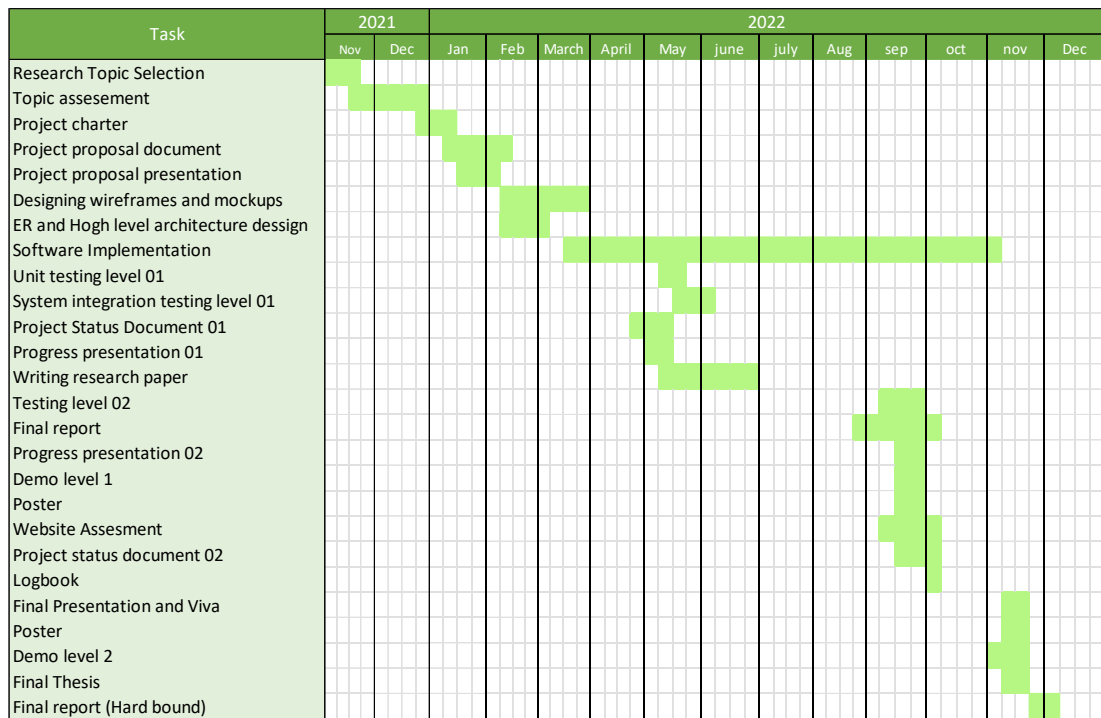 Task
2021 2022
Nov Dec Jan Feb March April May june july Aug sep oct nov Dec
Research Topic Selection
Topic assesement
Project charter
Project proposal document
Project proposal presentation
Designing wireframes and mockups
ER and Hogh level architecture dessign
Software Implementation
Unit testing level 01
System integration testing level 01
Project Status Document 01
Progress presentation 01
Writing research paper
Testing level 02
Final report
Progress presentation 02
Demo level 1
Poster
Website Assesment
Project status document 02
Logbook
Final Presentation and Viva
Poster
Demo level 2
Final Thesis
Final report (Hard bound)